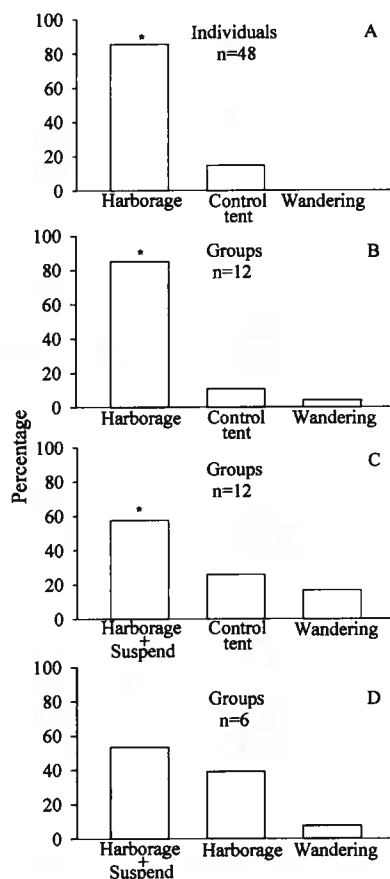 Percentage
100
80
60
40
20
0
*
Individuals
n=48
A
Harborage
Control
tent
Wandering
100
80
60
40
20
0
*
Groups
n=12
B
Harborage
Control
tent
Wandering
100
80
60
40
20
0
*
Groups
n=12
C
Harborage
+
Suspend
Control
tent
Wandering
100
80
60
40
20
0
Groups
n=6
D
Harborage
+
Suspend
Harborage
Wandering